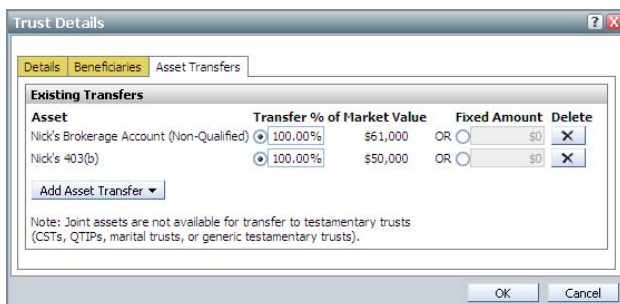 Trust Details
Details Beneficiaries Asset Transfers
Existing Transfers
Asset Transfer % of Market Value Fixed Amount Delete
Nick's Brokerage Account (Non-Qualified) 100.00% $61,000 OR $0 X
Nick's 403(b) 100.00% $50,000 OR $0 X
Add Asset Transfer
Note: Joint assets are not available for transfer to testamentary trusts
(CSTs, QTIPs, marital trusts, or generic testamentary trusts).
OK Cancel